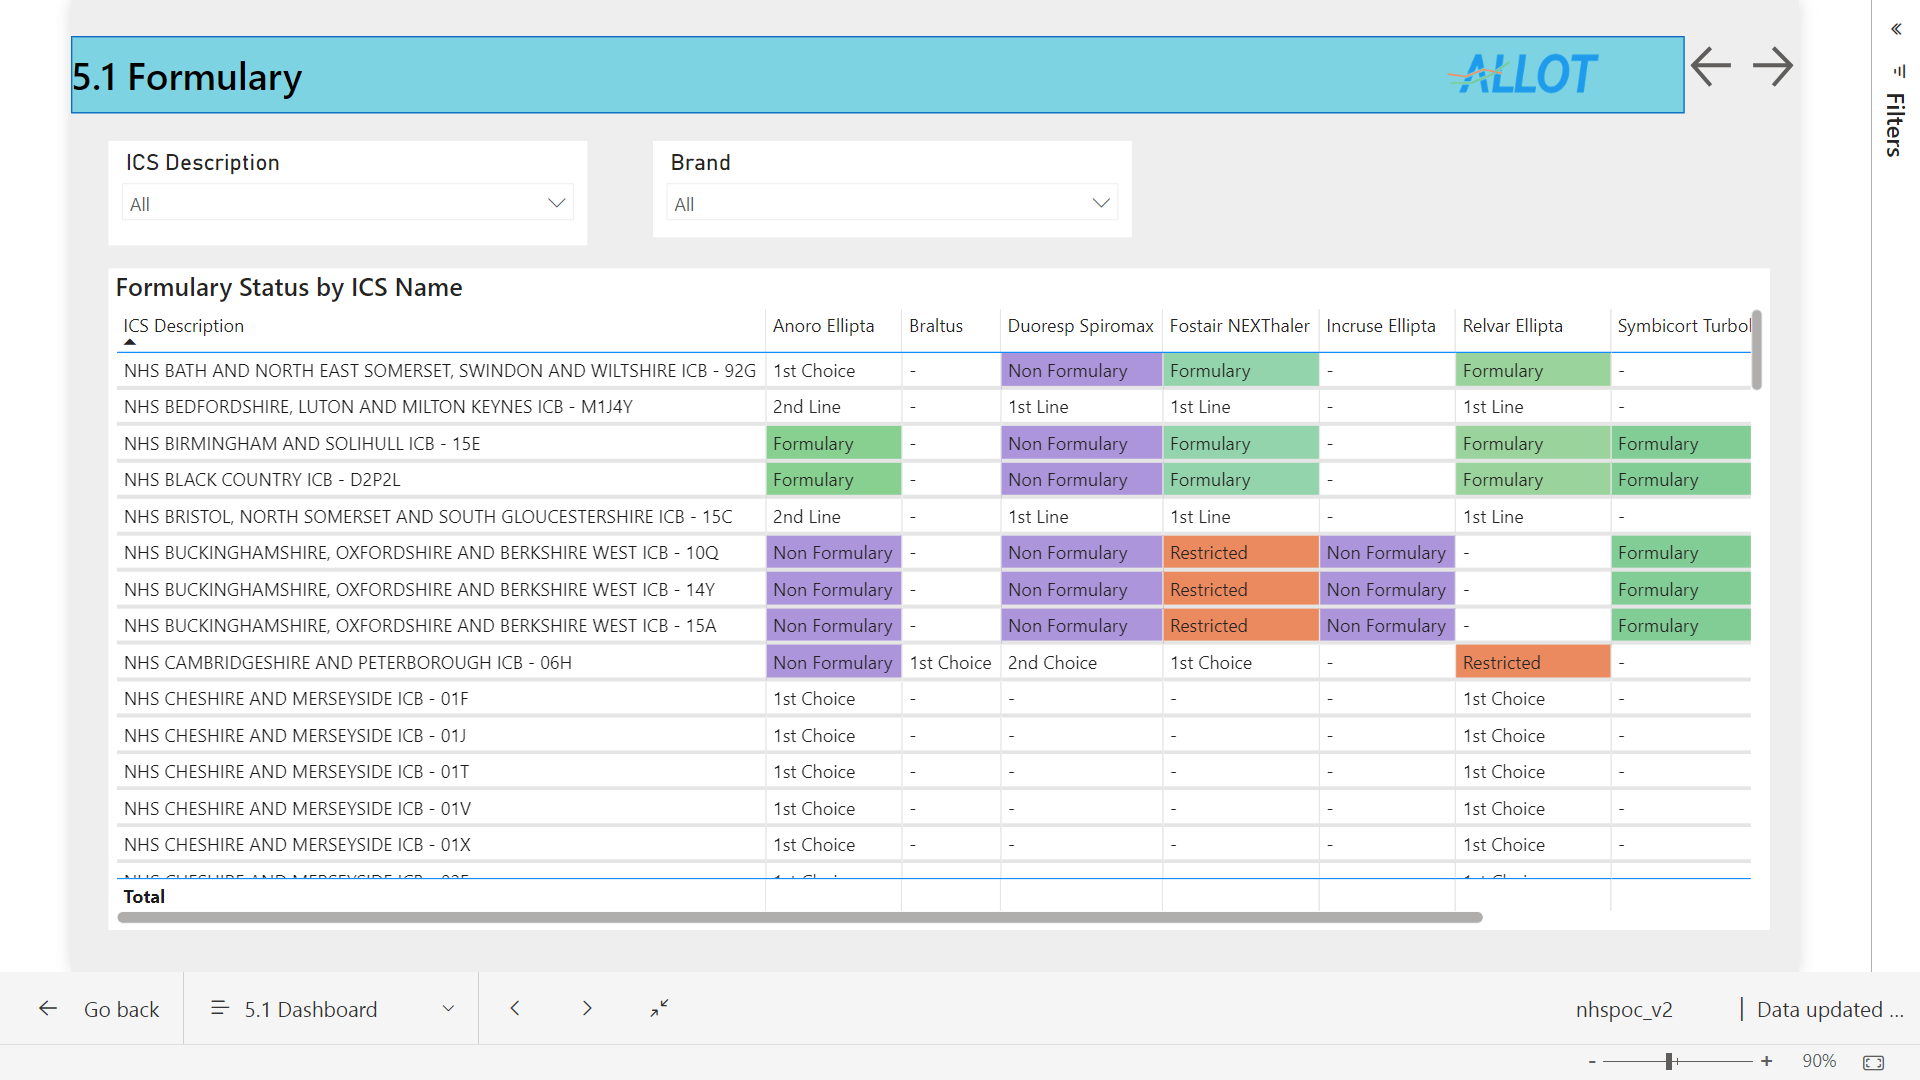 5.1 Formulary
ALLOT
Filters
ICS Description
All
Brand
All
Formulary Status by ICS Name
ICS Description Anoro Ellipta Braltus Duoresp Spiromax Fostair NEXThaler Incruse Ellipta Relvar Ellipta Symbicort
NHS BATH AND NORTH EAST SOMERSET, SWINDON AND WILTSHIRE ICB - 92G 1st Choice - Non Formulary Formulary - Formulary -
NHS BEDFORDSHIRE, LUTON AND MILTON KEYNES ICB - M1J4Y 2nd Line - 1st Line 1st Line - 1st Line -
NHS BIRMINGHAM AND SOLIHULL ICB - 15E Formulary - Non Formulary Formulary - Formulary Formulary
NHS BLACK COUNTRY ICB - D2P2L Formulary - Non Formulary Formulary - Formulary Formulary
NHS BRISTOL, NORTH SOMERSET AND SOUTH GLOUCESTERSHIRE ICB - 15C 2nd Line - 1st Line 1st Line - 1st Line -
NHS BUCKINGHAMSHIRE, OXFORDSHIRE AND BERKSHIRE WEST ICB - 10Q Non Formulary - Non Formulary Restricted Non Formulary - Formulary
NHS BUCKINGHAMSHIRE, OXFORDSHIRE AND BERKSHIRE WEST ICB - 14Y Non Formulary - Non Formulary Restricted Non Formulary - Formulary
NHS BUCKINGHAMSHIRE, OXFORDSHIRE AND BERKSHIRE WEST ICB - 15A Non Formulary - Non Formulary Restricted Non Formulary - Formulary
NHS CAMBRIDGESHIRE AND PETERBOROUGH ICB - 06H Non Formulary 1st Choice 2nd Choice 1st Choice - Restricted -
NHS CHESHIRE AND MERSEYSIDE ICB - 01F 1st Choice - - - - 1st Choice -
NHS CHESHIRE AND MERSEYSIDE ICB - 01J 1st Choice - - - - 1st Choice -
NHS CHESHIRE AND MERSEYSIDE ICB - 01T 1st Choice - - - - 1st Choice -
NHS CHESHIRE AND MERSEYSIDE ICB - 01V 1st Choice - - - - 1st Choice -
NHS CHESHIRE AND MERSEYSIDE ICB - 01X 1st Choice - - - - 1st Choice -
Total
Go back 5.1 Dashboard nhspoc_v2 | Data updated ...
- + 90%